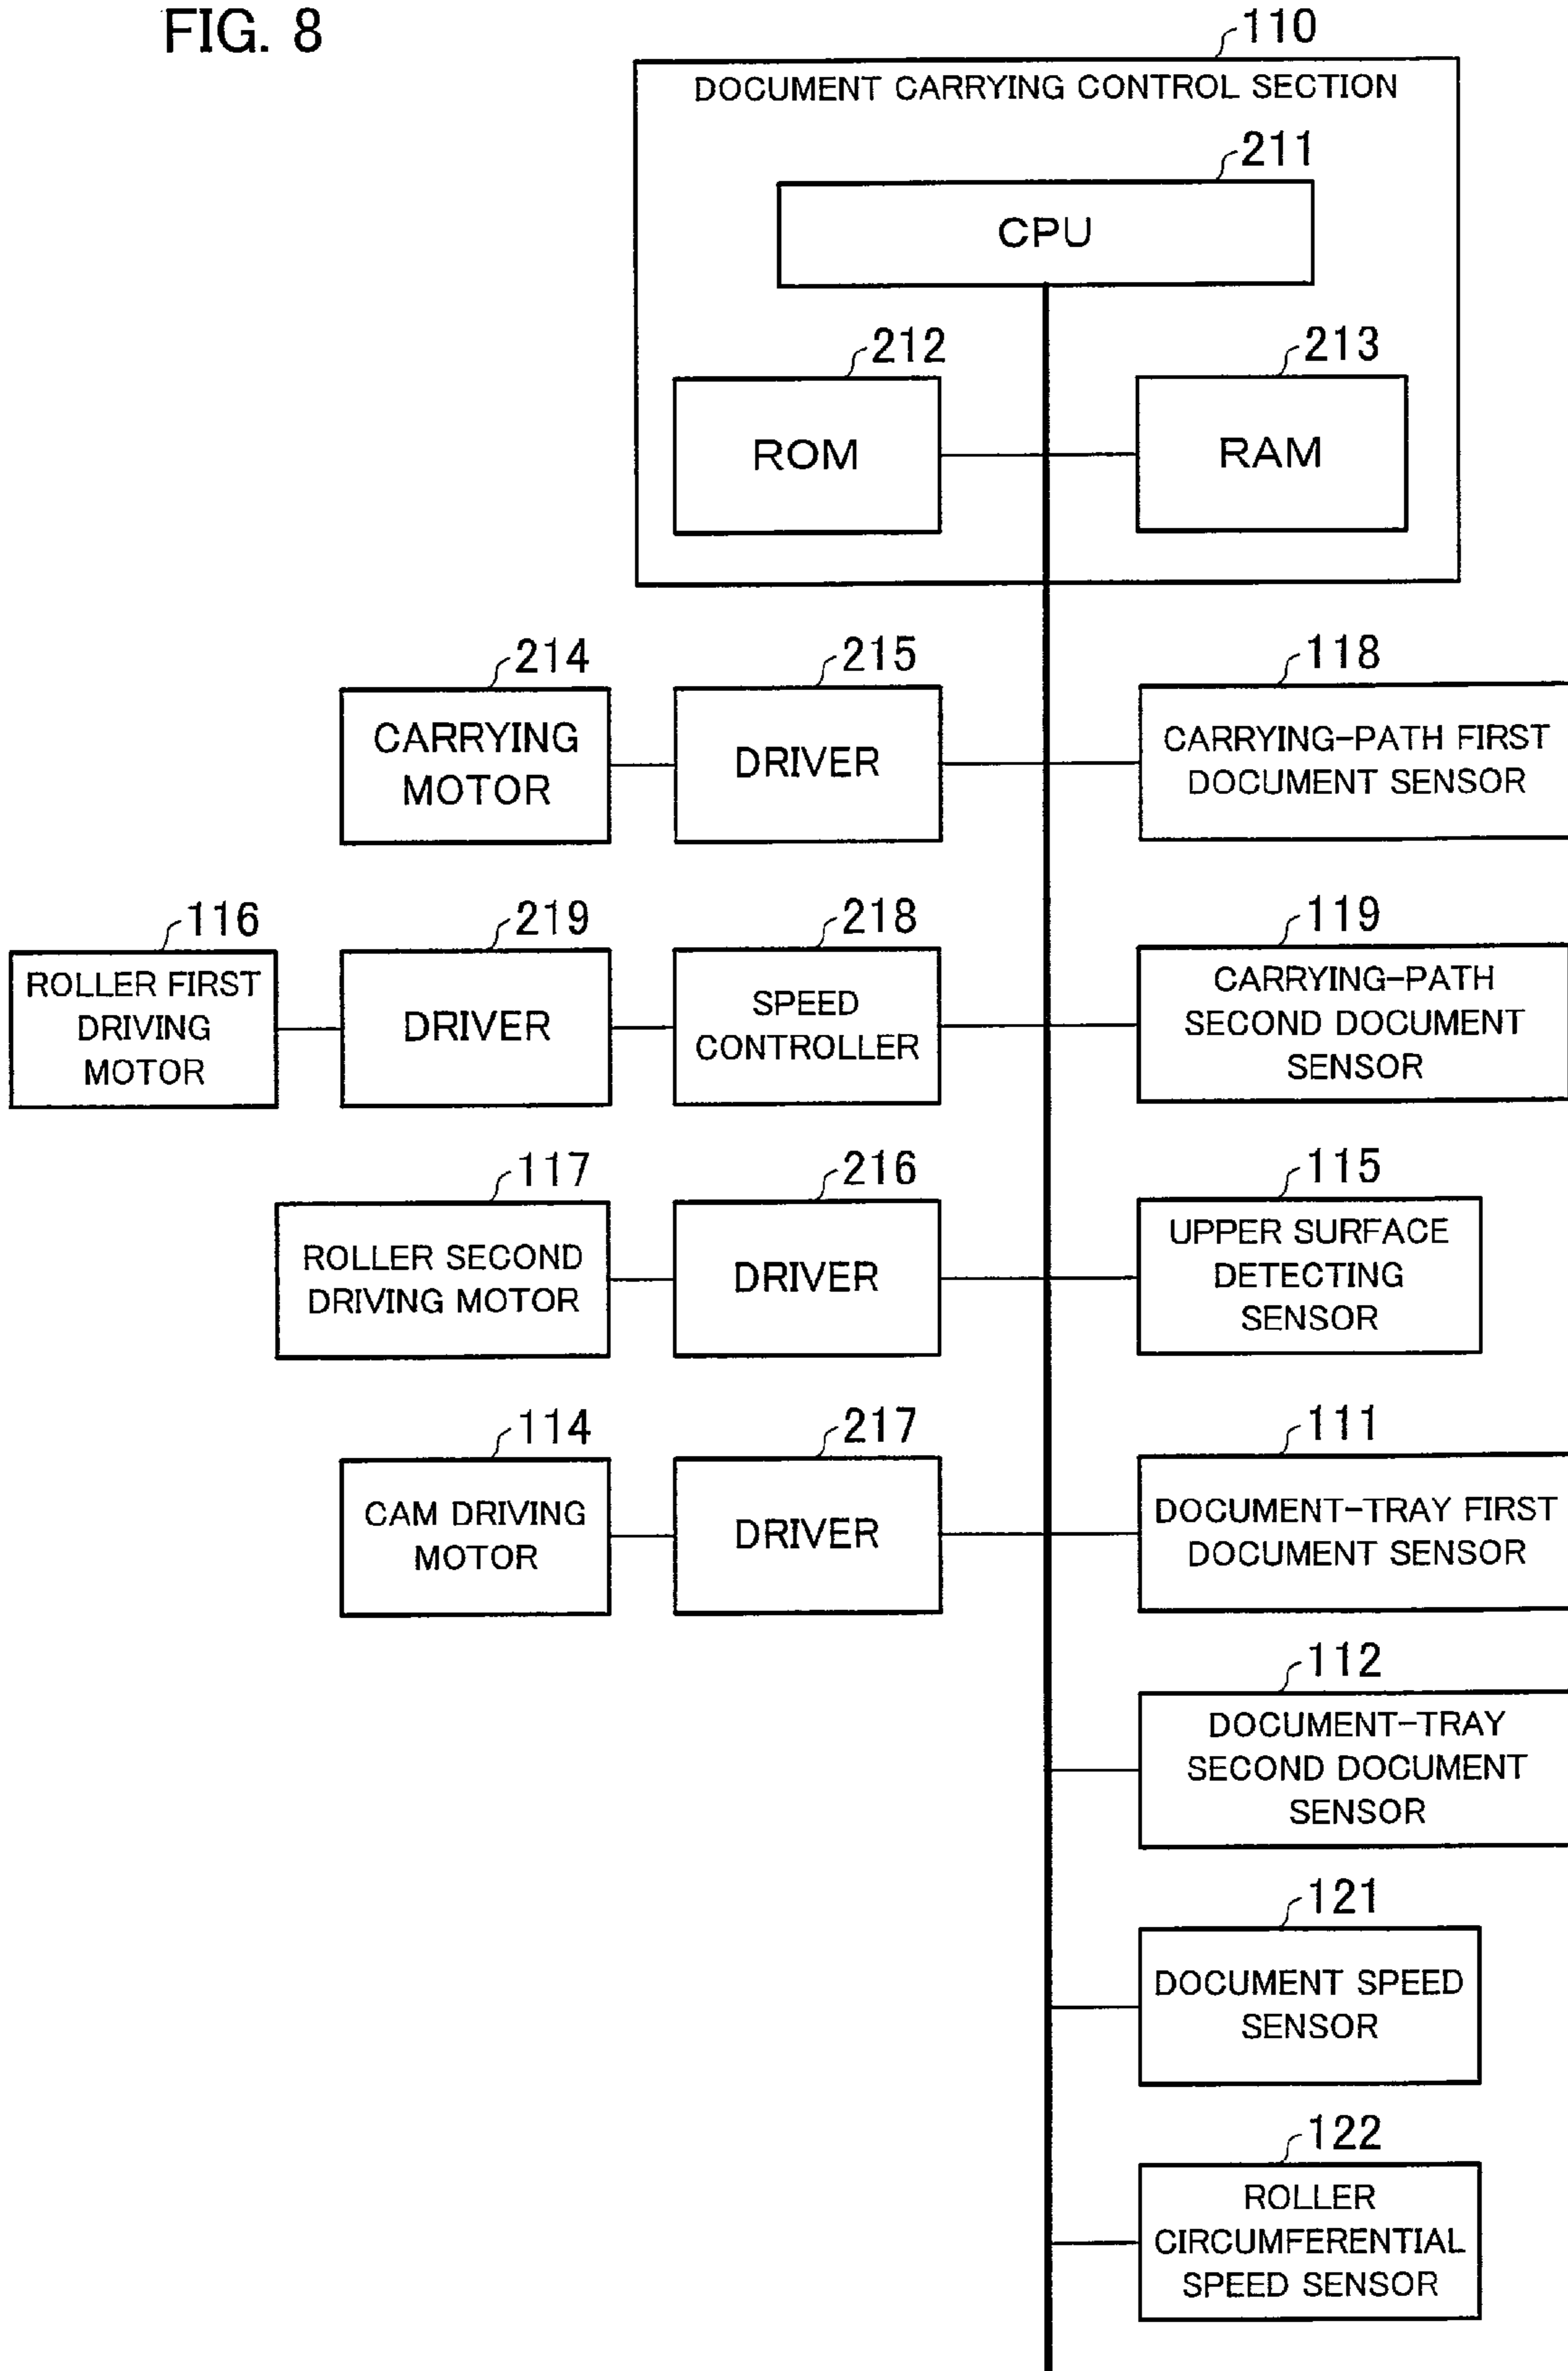 FIG. 8
110
DOCUMENT CARRYING CONTROL SECTION
211
CPU
212
ROM
213
RAM
214
CARRYING
MOTOR
215
DRIVER
118
CARRYING-PATH FIRST
DOCUMENT SENSOR
116
ROLLER FIRST
DRIVING
MOTOR
219
DRIVER
218
SPEED
CONTROLLER
119
CARRYING-PATH
SECOND DOCUMENT
SENSOR
117
ROLLER SECOND
DRIVING MOTOR
216
DRIVER
115
UPPER SURFACE
DETECTING
SENSOR
114
CAM DRIVING
MOTOR
217
DRIVER
111
DOCUMENT-TRAY FIRST
DOCUMENT SENSOR
112
DOCUMENT-TRAY
SECOND DOCUMENT
SENSOR
121
DOCUMENT SPEED
SENSOR
122
ROLLER
CIRCUMFERENTIAL
SPEED SENSOR